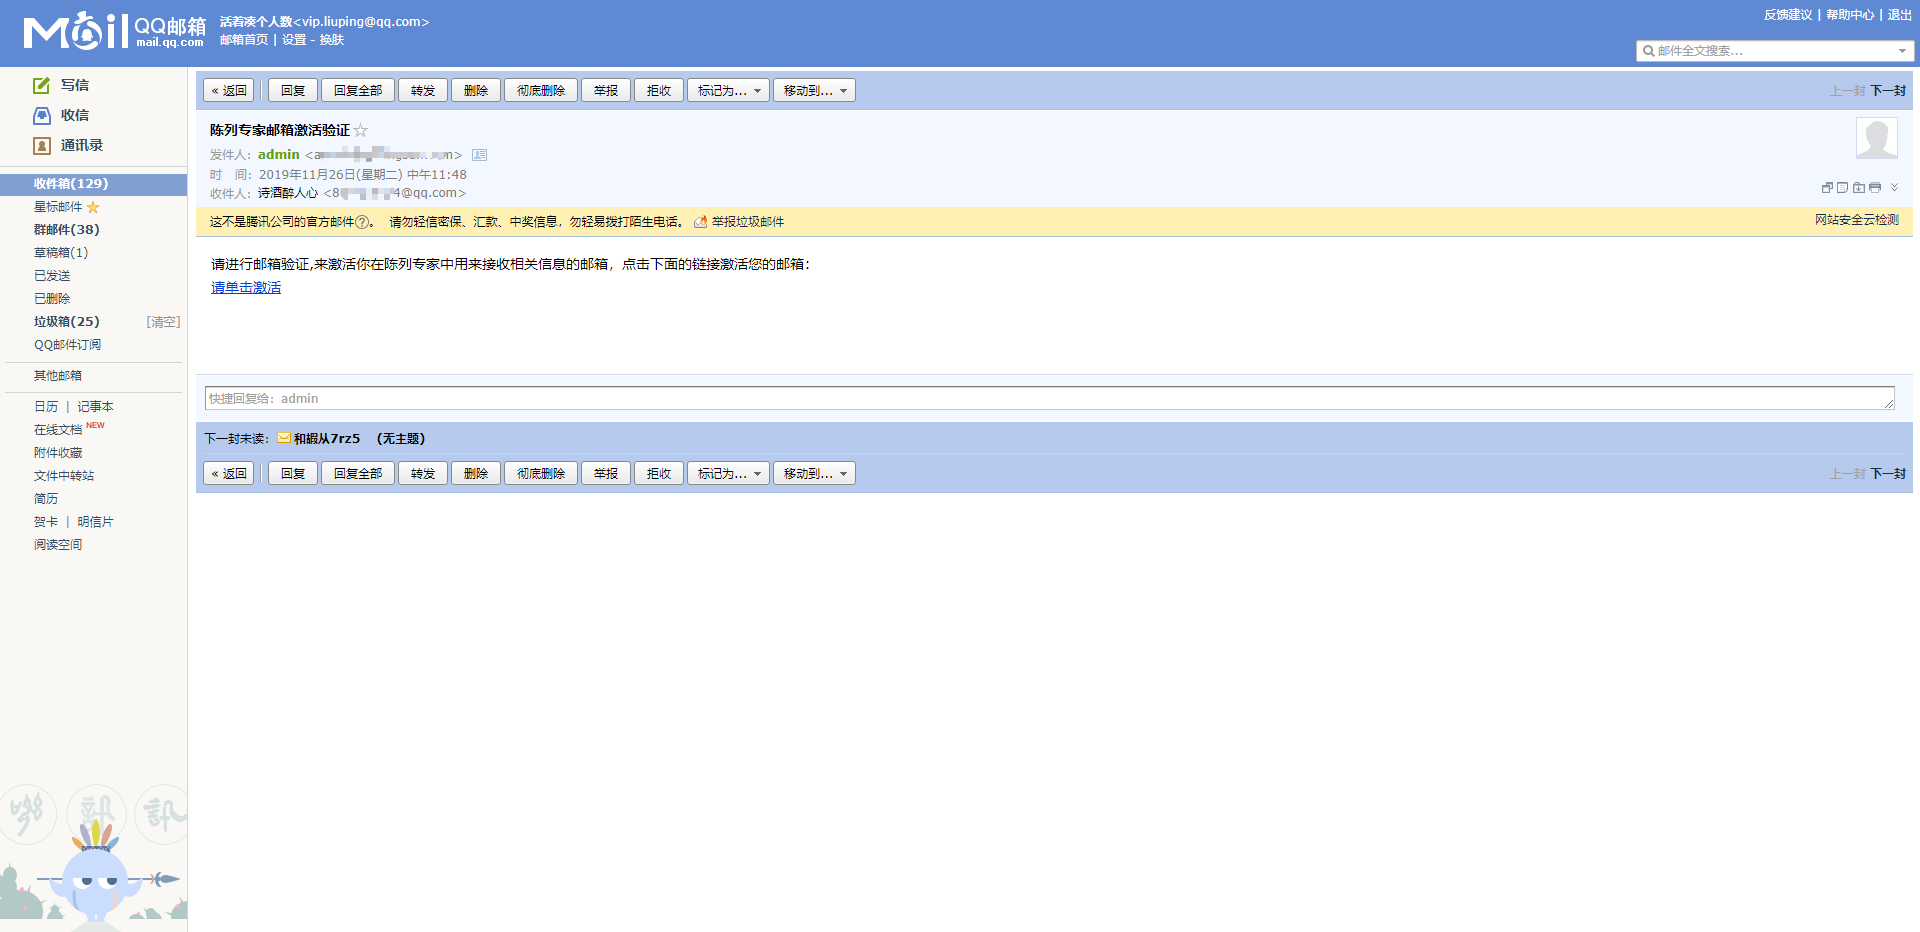 Mail QQ邮箱
mail.qq.com
活着凑个人数<vip.liuping@qq.com>
邮箱首页 | 设置 - 换肤
反馈建议 | 帮助中心 | 退出
邮件全文搜索...
写信
收信
通讯录
收件箱(129)
星标邮件
群邮件(38)
草稿箱(1)
已发送
已删除
垃圾箱(25) [清空]
QQ邮件订阅
其他邮箱
日历 | 记事本
在线文档 NEW
附件收藏
文件中转站
简历
贺卡 | 明信片
阅读空间
« 返回 回复 回复全部 转发 删除 彻底删除 举报 拒收 标记为... 移动到... 上一封 下一封
陈列专家邮箱激活验证
发件人: admin
时 间: 2019年11月26日(星期二) 中午11:48
收件人: 诗酒醉人心 <8 4@qq.com>
这不是腾讯公司的官方邮件?。 请勿轻信密保、汇款、中奖信息，勿轻易拨打陌生电话。 举报垃圾邮件 网站安全云检测
请进行邮箱验证,来激活你在陈列专家中用来接收相关信息的邮箱，点击下面的链接激活您的邮箱：
请单击激活
快捷回复给：admin
下一封未读： 和嘏从7rz5 (无主题)
« 返回 回复 回复全部 转发 删除 彻底删除 举报 拒收 标记为... 移动到... 上一封 下一封